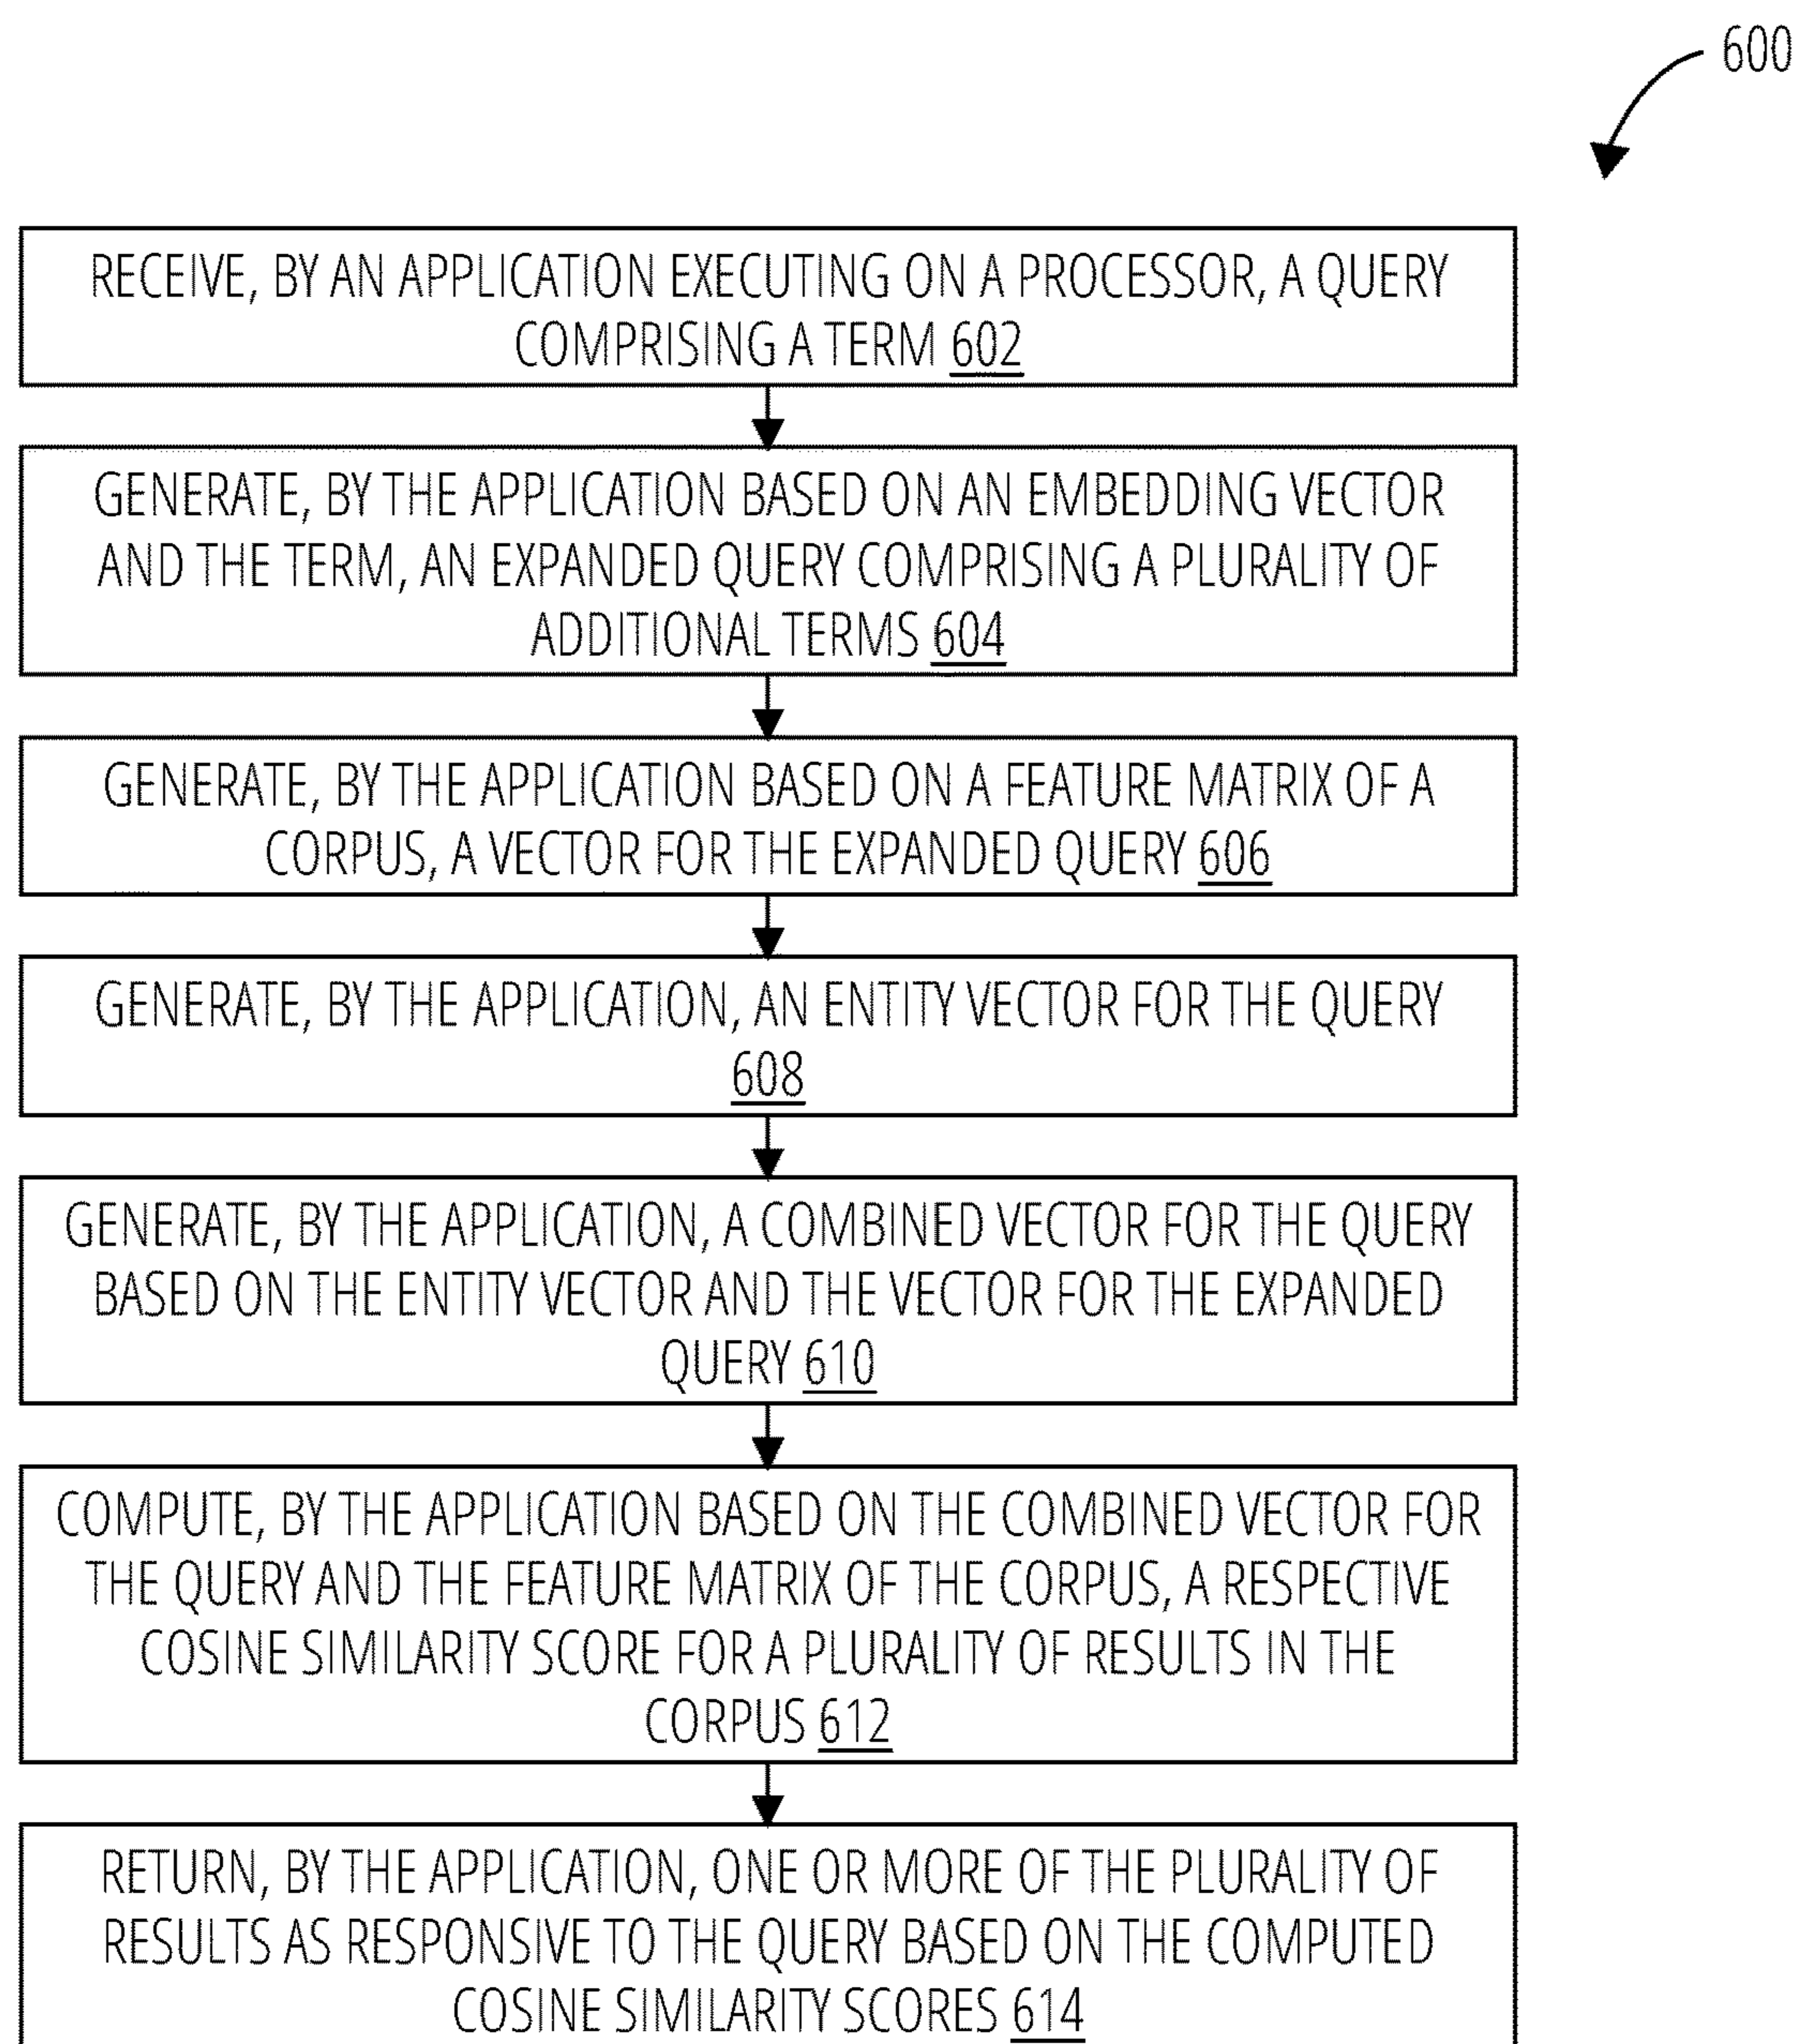 600
RECEIVE, BY AN APPLICATION EXECUTING ON A PROCESSOR, A QUERY
COMPRISING A TERM 602
GENERATE, BY THE APPLICATION BASED ON AN EMBEDDING VECTOR
AND THE TERM, AN EXPANDED QUERY COMPRISING A PLURALITY OF
ADDITIONAL TERMS 604
GENERATE, BY THE APPLICATION BASED ON A FEATURE MATRIX OF A
CORPUS, A VECTOR FOR THE EXPANDED QUERY 606
GENERATE, BY THE APPLICATION, AN ENTITY VECTOR FOR THE QUERY
608
GENERATE, BY THE APPLICATION, A COMBINED VECTOR FOR THE QUERY
BASED ON THE ENTITY VECTOR AND THE VECTOR FOR THE EXPANDED
QUERY 610
COMPUTE, BY THE APPLICATION BASED ON THE COMBINED VECTOR FOR
THE QUERY AND THE FEATURE MATRIX OF THE CORPUS, A RESPECTIVE
COSINE SIMILARITY SCORE FOR A PLURALITY OF RESULTS IN THE
CORPUS 612
RETURN, BY THE APPLICATION, ONE OR MORE OF THE PLURALITY OF
RESULTS AS RESPONSIVE TO THE QUERY BASED ON THE COMPUTED
COSINE SIMILARITY SCORES 614